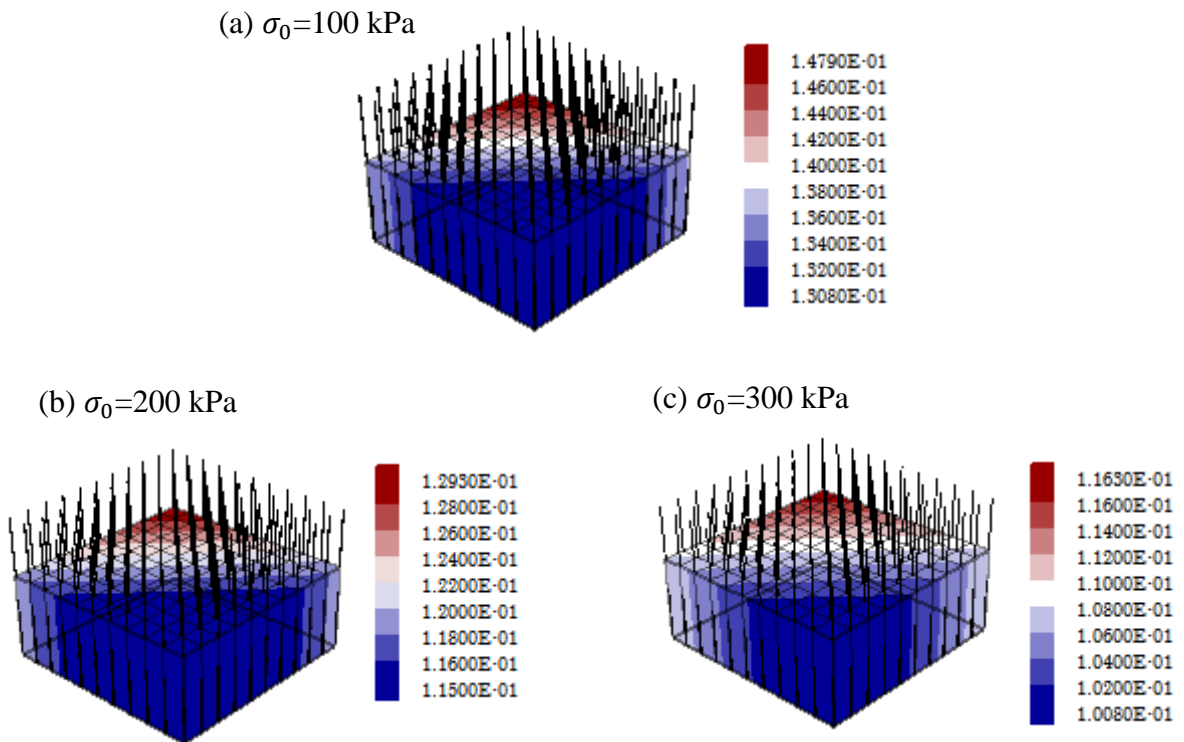 (a) σ₀=100 kPa
1.4790E-01
1.4600E-01
1.4400E-01
1.4200E-01
1.4000E-01
1.3800E-01
1.3600E-01
1.3400E-01
1.3200E-01
1.3080E-01
(b) σ₀=200 kPa
1.2930E-01
1.2800E-01
1.2600E-01
1.2400E-01
1.2200E-01
1.2000E-01
1.1800E-01
1.1600E-01
1.1500E-01
(c) σ₀=300 kPa
1.1630E-01
1.1600E-01
1.1400E-01
1.1200E-01
1.1000E-01
1.0800E-01
1.0600E-01
1.0400E-01
1.0200E-01
1.0080E-01